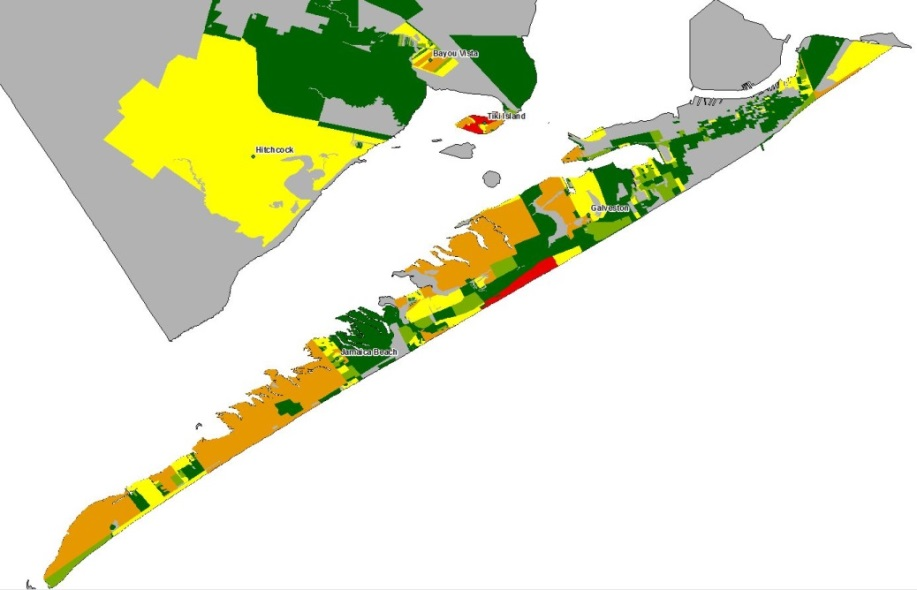 Bayou Vista
Tiki Island
Hitchcock
Galveston
Jamaica Beach